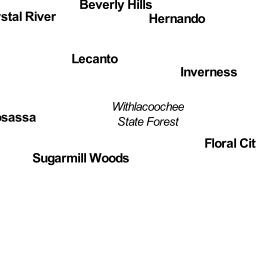 Beverly Hills
stal River
Hernando
Lecanto
Inverness
Withlacoochee
State Forest
osassa
Floral Cit
Sugarmill Woods